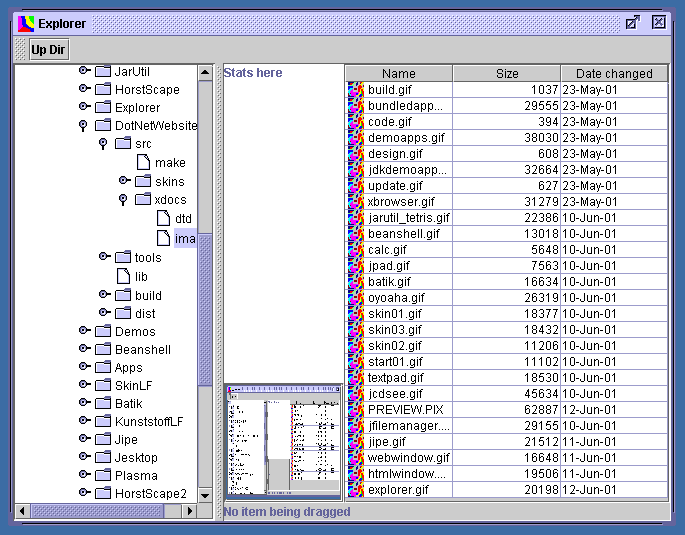 Explorer
Up Dir
JarUtil
HorstScape
Explorer
DotNetWebsite
src
make
skins
xdocs
dtd
ima
tools
lib
build
dist
Demos
Beanshell
Apps
SkinLF
Batik
KunststoffLF
Jipe
Jesktop
Plasma
HorstScape2
Stats here
Name Size Date changed
build.gif 1037 23-May-01
bundledapp... 29555 23-May-01
code.gif 394 23-May-01
demoapps.gif 38030 23-May-01
design.gif 608 23-May-01
jdkdemoapp... 32664 23-May-01
update.gif 627 23-May-01
xbrowser.gif 31279 23-May-01
jarutil_tetris.gif 22386 10-Jun-01
beanshell.gif 13018 10-Jun-01
calc.gif 5648 10-Jun-01
jpad.gif 7563 10-Jun-01
batik.gif 16634 10-Jun-01
oyoaha.gif 26319 10-Jun-01
skin01.gif 18377 10-Jun-01
skin03.gif 18432 10-Jun-01
skin02.gif 11206 10-Jun-01
start01.gif 11102 10-Jun-01
textpad.gif 18530 10-Jun-01
jcdsee.gif 45634 10-Jun-01
PREVIEW.PIX 62887 12-Jun-01
jfilemanager.... 29155 10-Jun-01
jipe.gif 21512 11-Jun-01
webwindow.gif 16648 11-Jun-01
htmlwindow.... 19506 11-Jun-01
explorer.gif 20198 12-Jun-01
No item being dragged